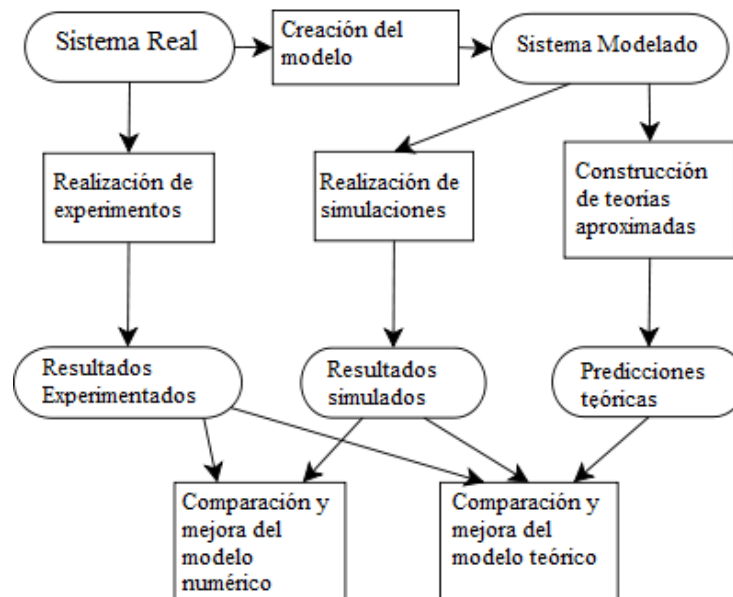 Sistema Real
Creación del
modelo
Sistema Modelado
Realización de
experimentos
Realización de
simulaciones
Construcción
de teorías
aproximadas
Resultados
Experimentados
Resultados
simulados
Predicciones
teóricas
Comparación y
mejora del
modelo
numérico
Comparación y
mejora del
modelo teórico